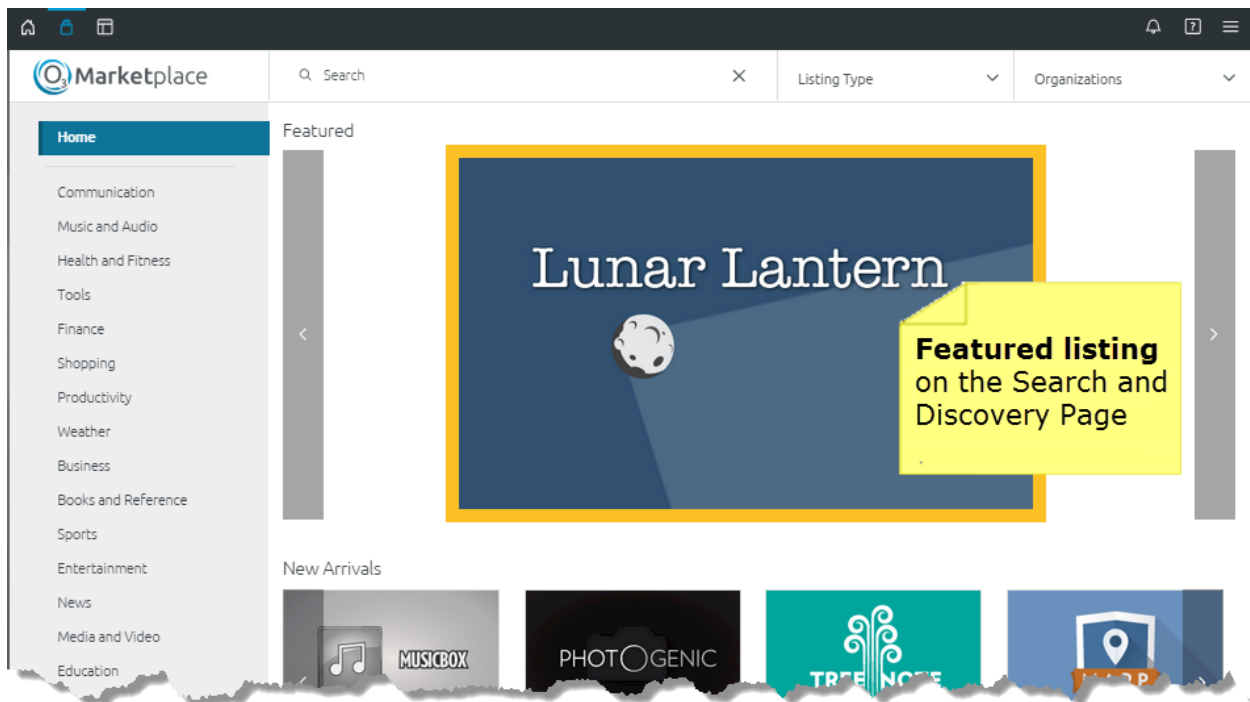 O3 Marketplace
Search
Listing Type
Organizations
Home
Communication
Music and Audio
Health and Fitness
Tools
Finance
Shopping
Productivity
Weather
Business
Books and Reference
Sports
Entertainment
News
Media and Video
Education
Featured
Lunar Lantern
Featured listing
on the Search and
Discovery Page
.
New Arrivals
MUSICBOX
PHOTOGENIC
TREE NOTE